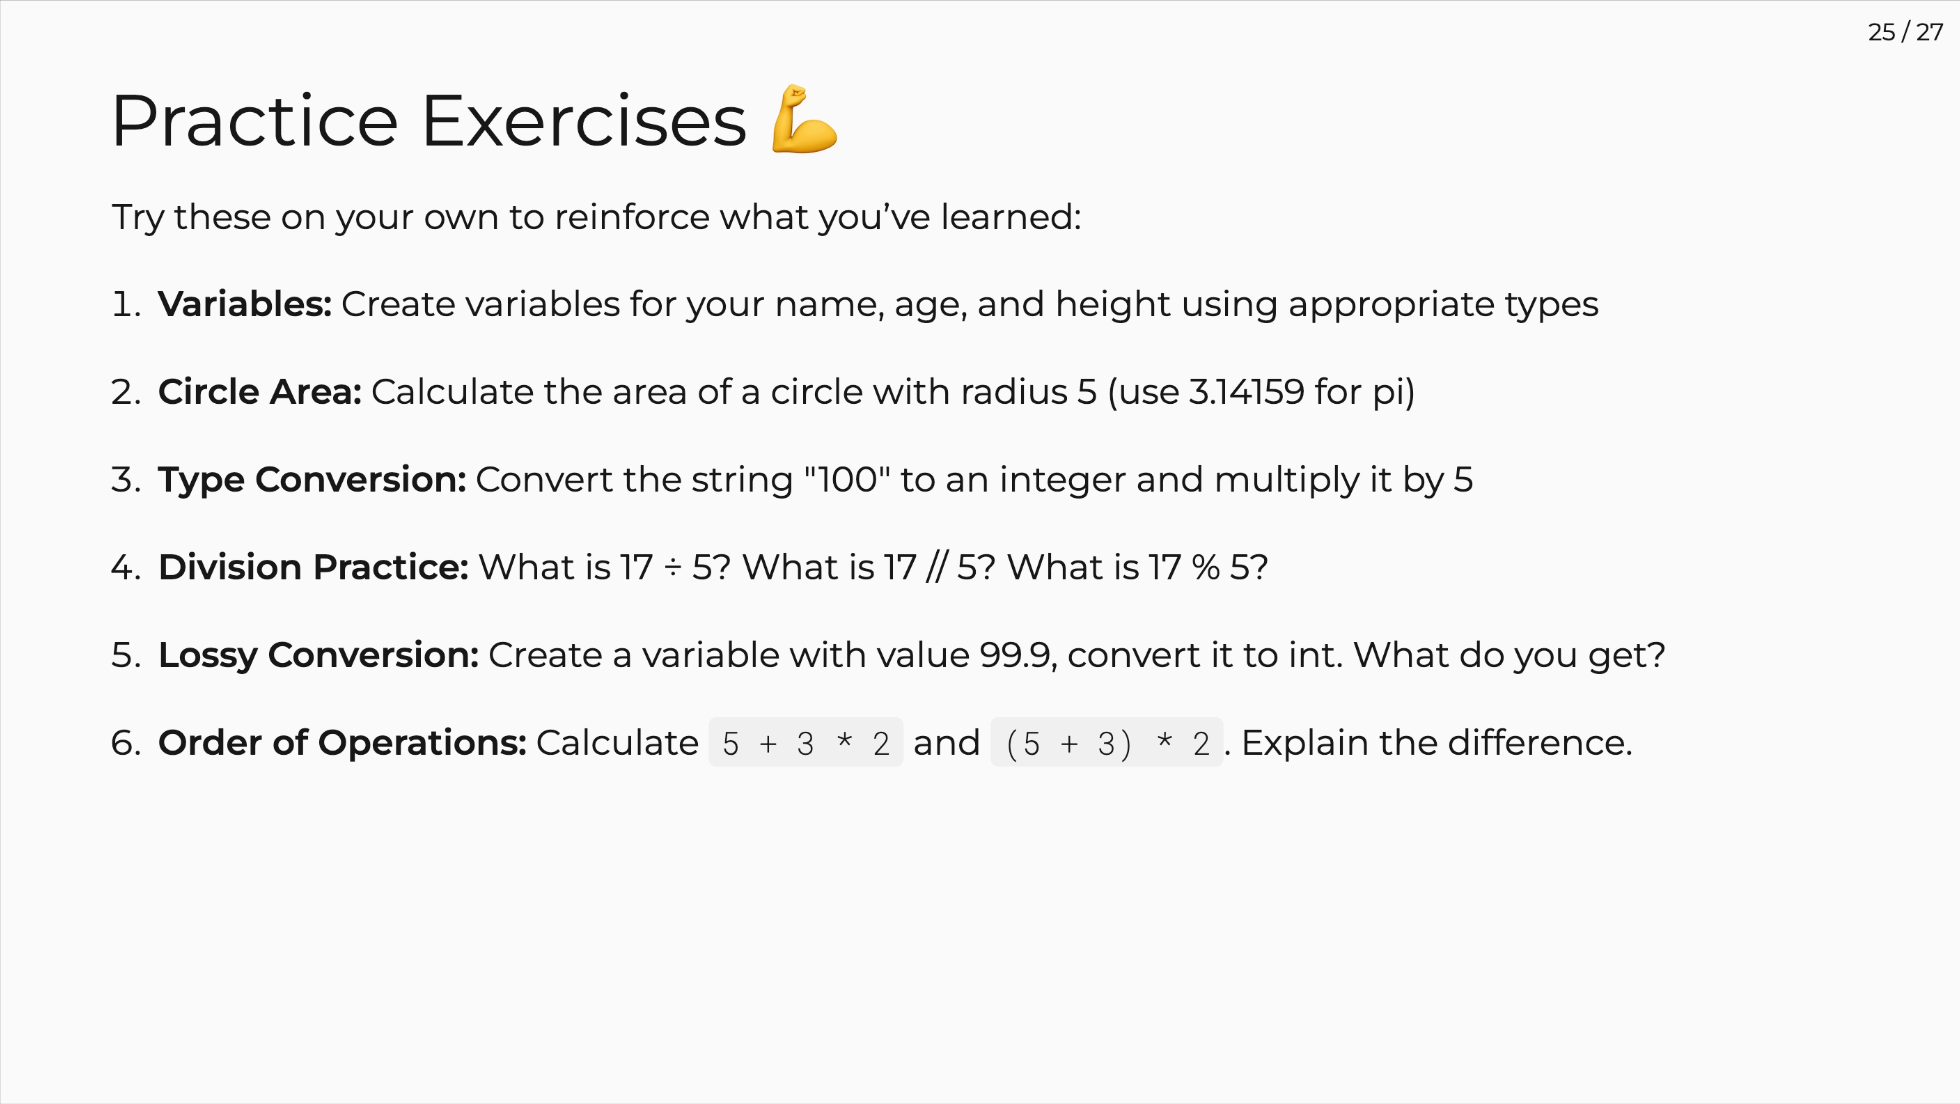 25 / 27
Practice Exercises 💪
Try these on your own to reinforce what you’ve learned:
1. Variables: Create variables for your name, age, and height using appropriate types
2. Circle Area: Calculate the area of a circle with radius 5 (use 3.14159 for pi)
3. Type Conversion: Convert the string "100" to an integer and multiply it by 5
4. Division Practice: What is 17 ÷ 5? What is 17 // 5? What is 17 % 5?
5. Lossy Conversion: Create a variable with value 99.9, convert it to int. What do you get?
6. Order of Operations: Calculate 5 + 3 * 2 and (5 + 3) * 2. Explain the difference.